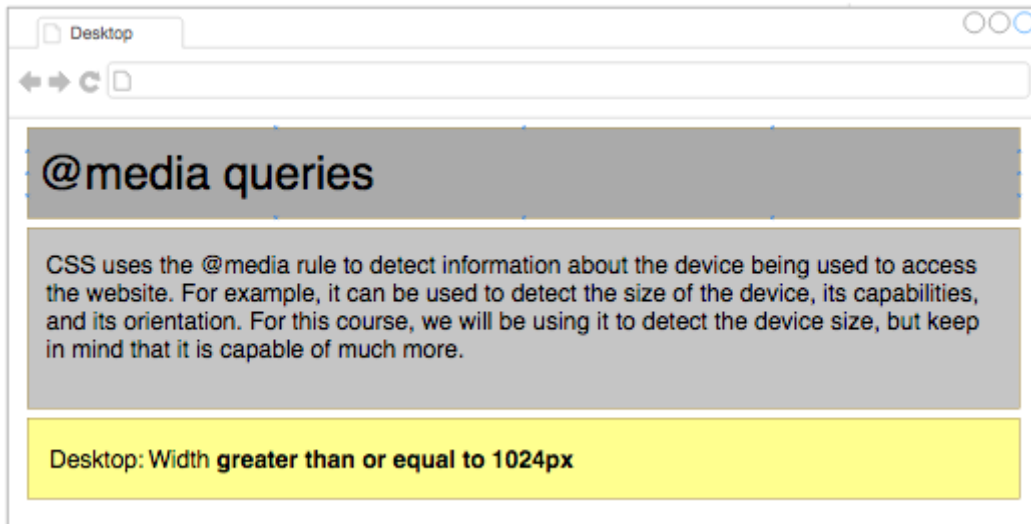 Desktop
@media queries
CSS uses the @media rule to detect information about the device being used to access
the website. For example, it can be used to detect the size of the device, its capabilities,
and its orientation. For this course, we will be using it to detect the device size, but keep
in mind that it is capable of much more.
Desktop: Width greater than or equal to 1024px